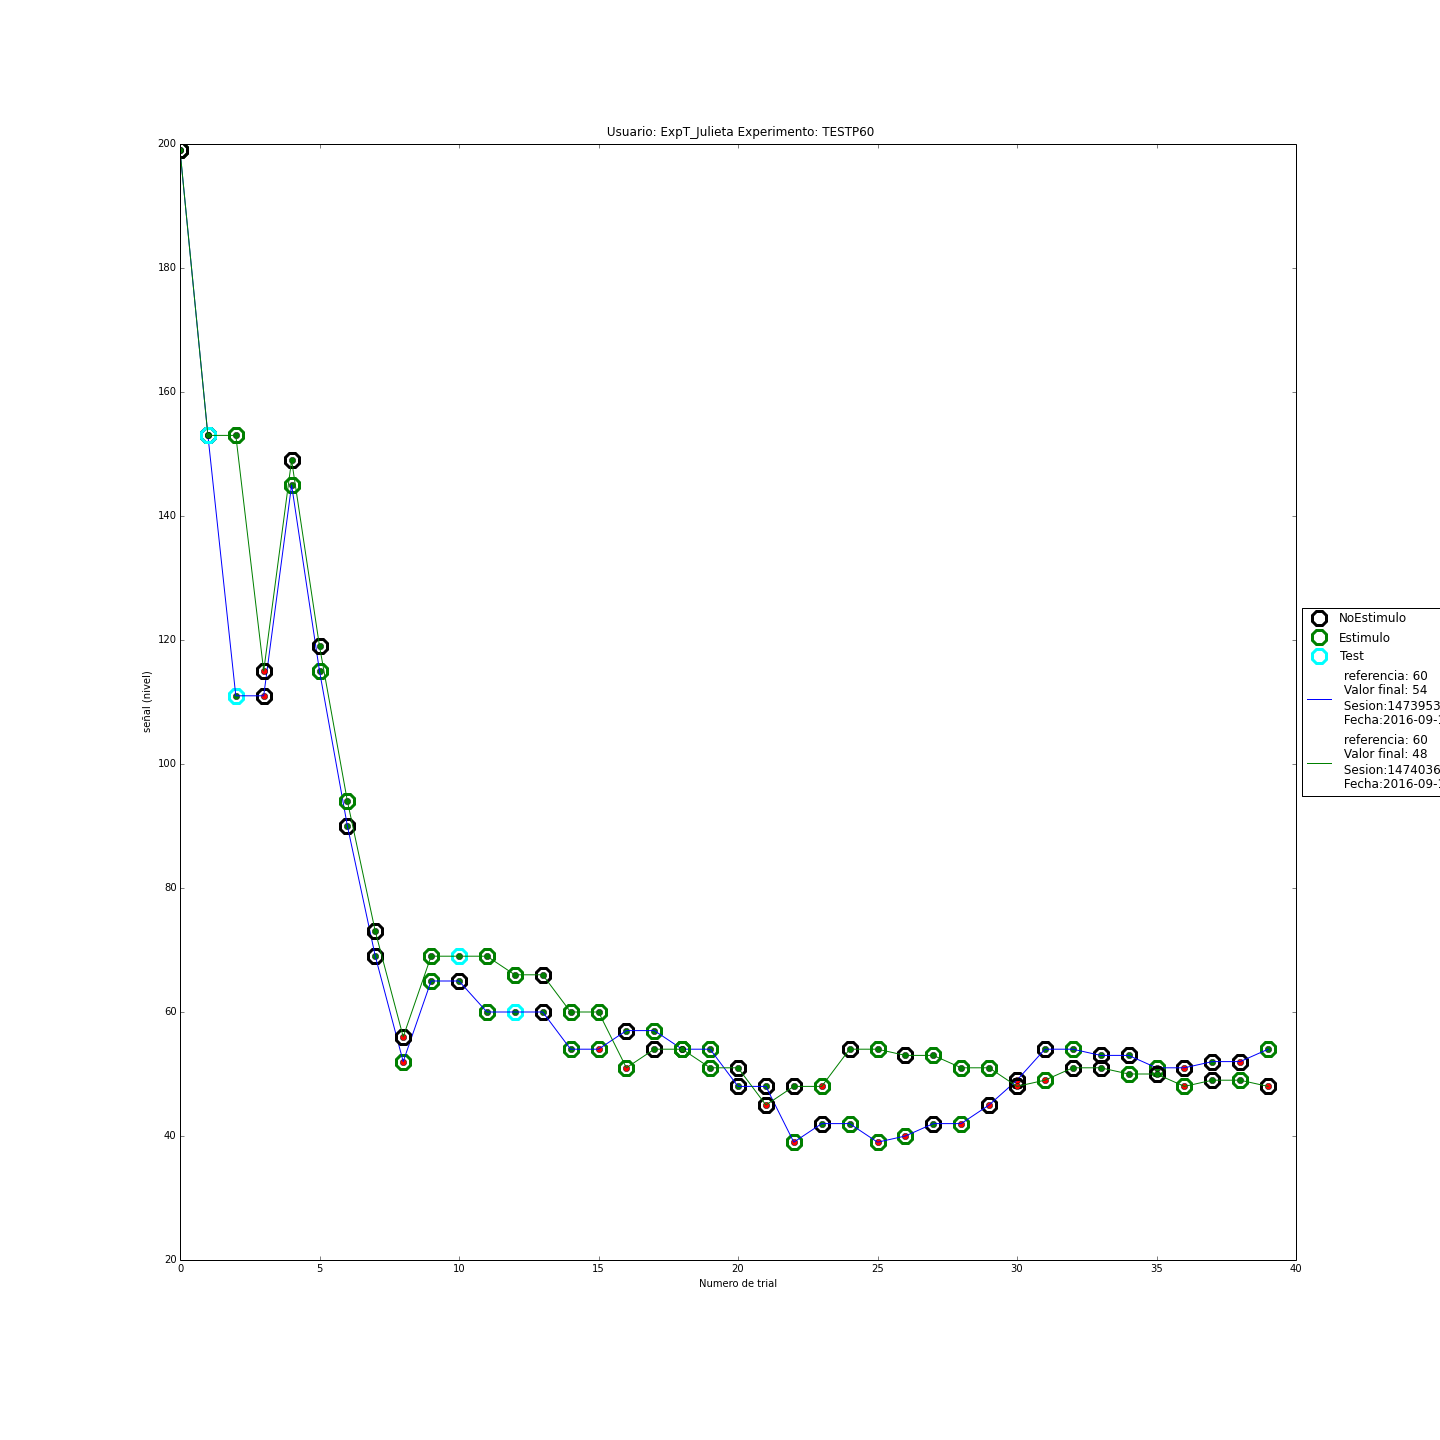 Usuario: ExpT_Julieta Experimento: TESTP60
200
180
160
140
120
100
80
60
40
20
señal (nivel)
0
5
10
15
20
25
30
35
40
Numero de trial
NoEstimulo
Estimulo
Test
referencia: 60
Valor final: 54
Sesion:1473953
Fecha:2016-09-1
referencia: 60
Valor final: 48
Sesion:1474036
Fecha:2016-09-1